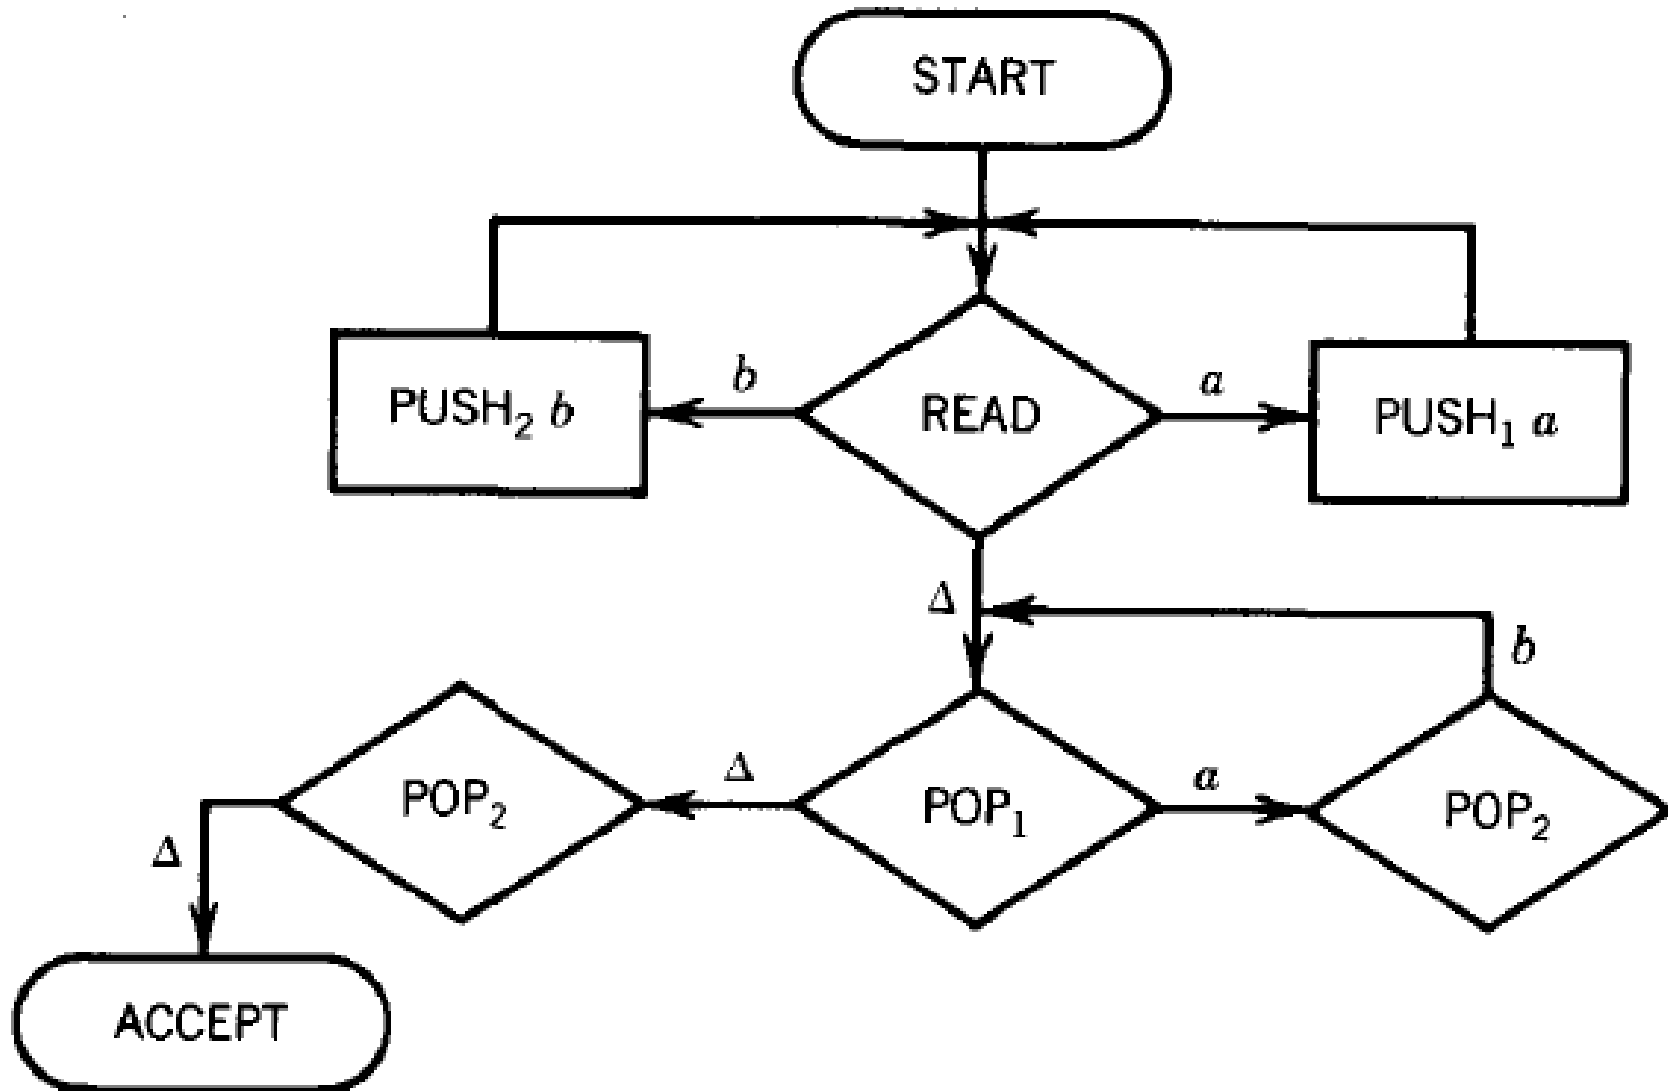 START
b
a
PUSH₂ b
READ
PUSH₁ a
Δ
b
Δ
a
POP₂
POP₁
POP₂
Δ
ACCEPT